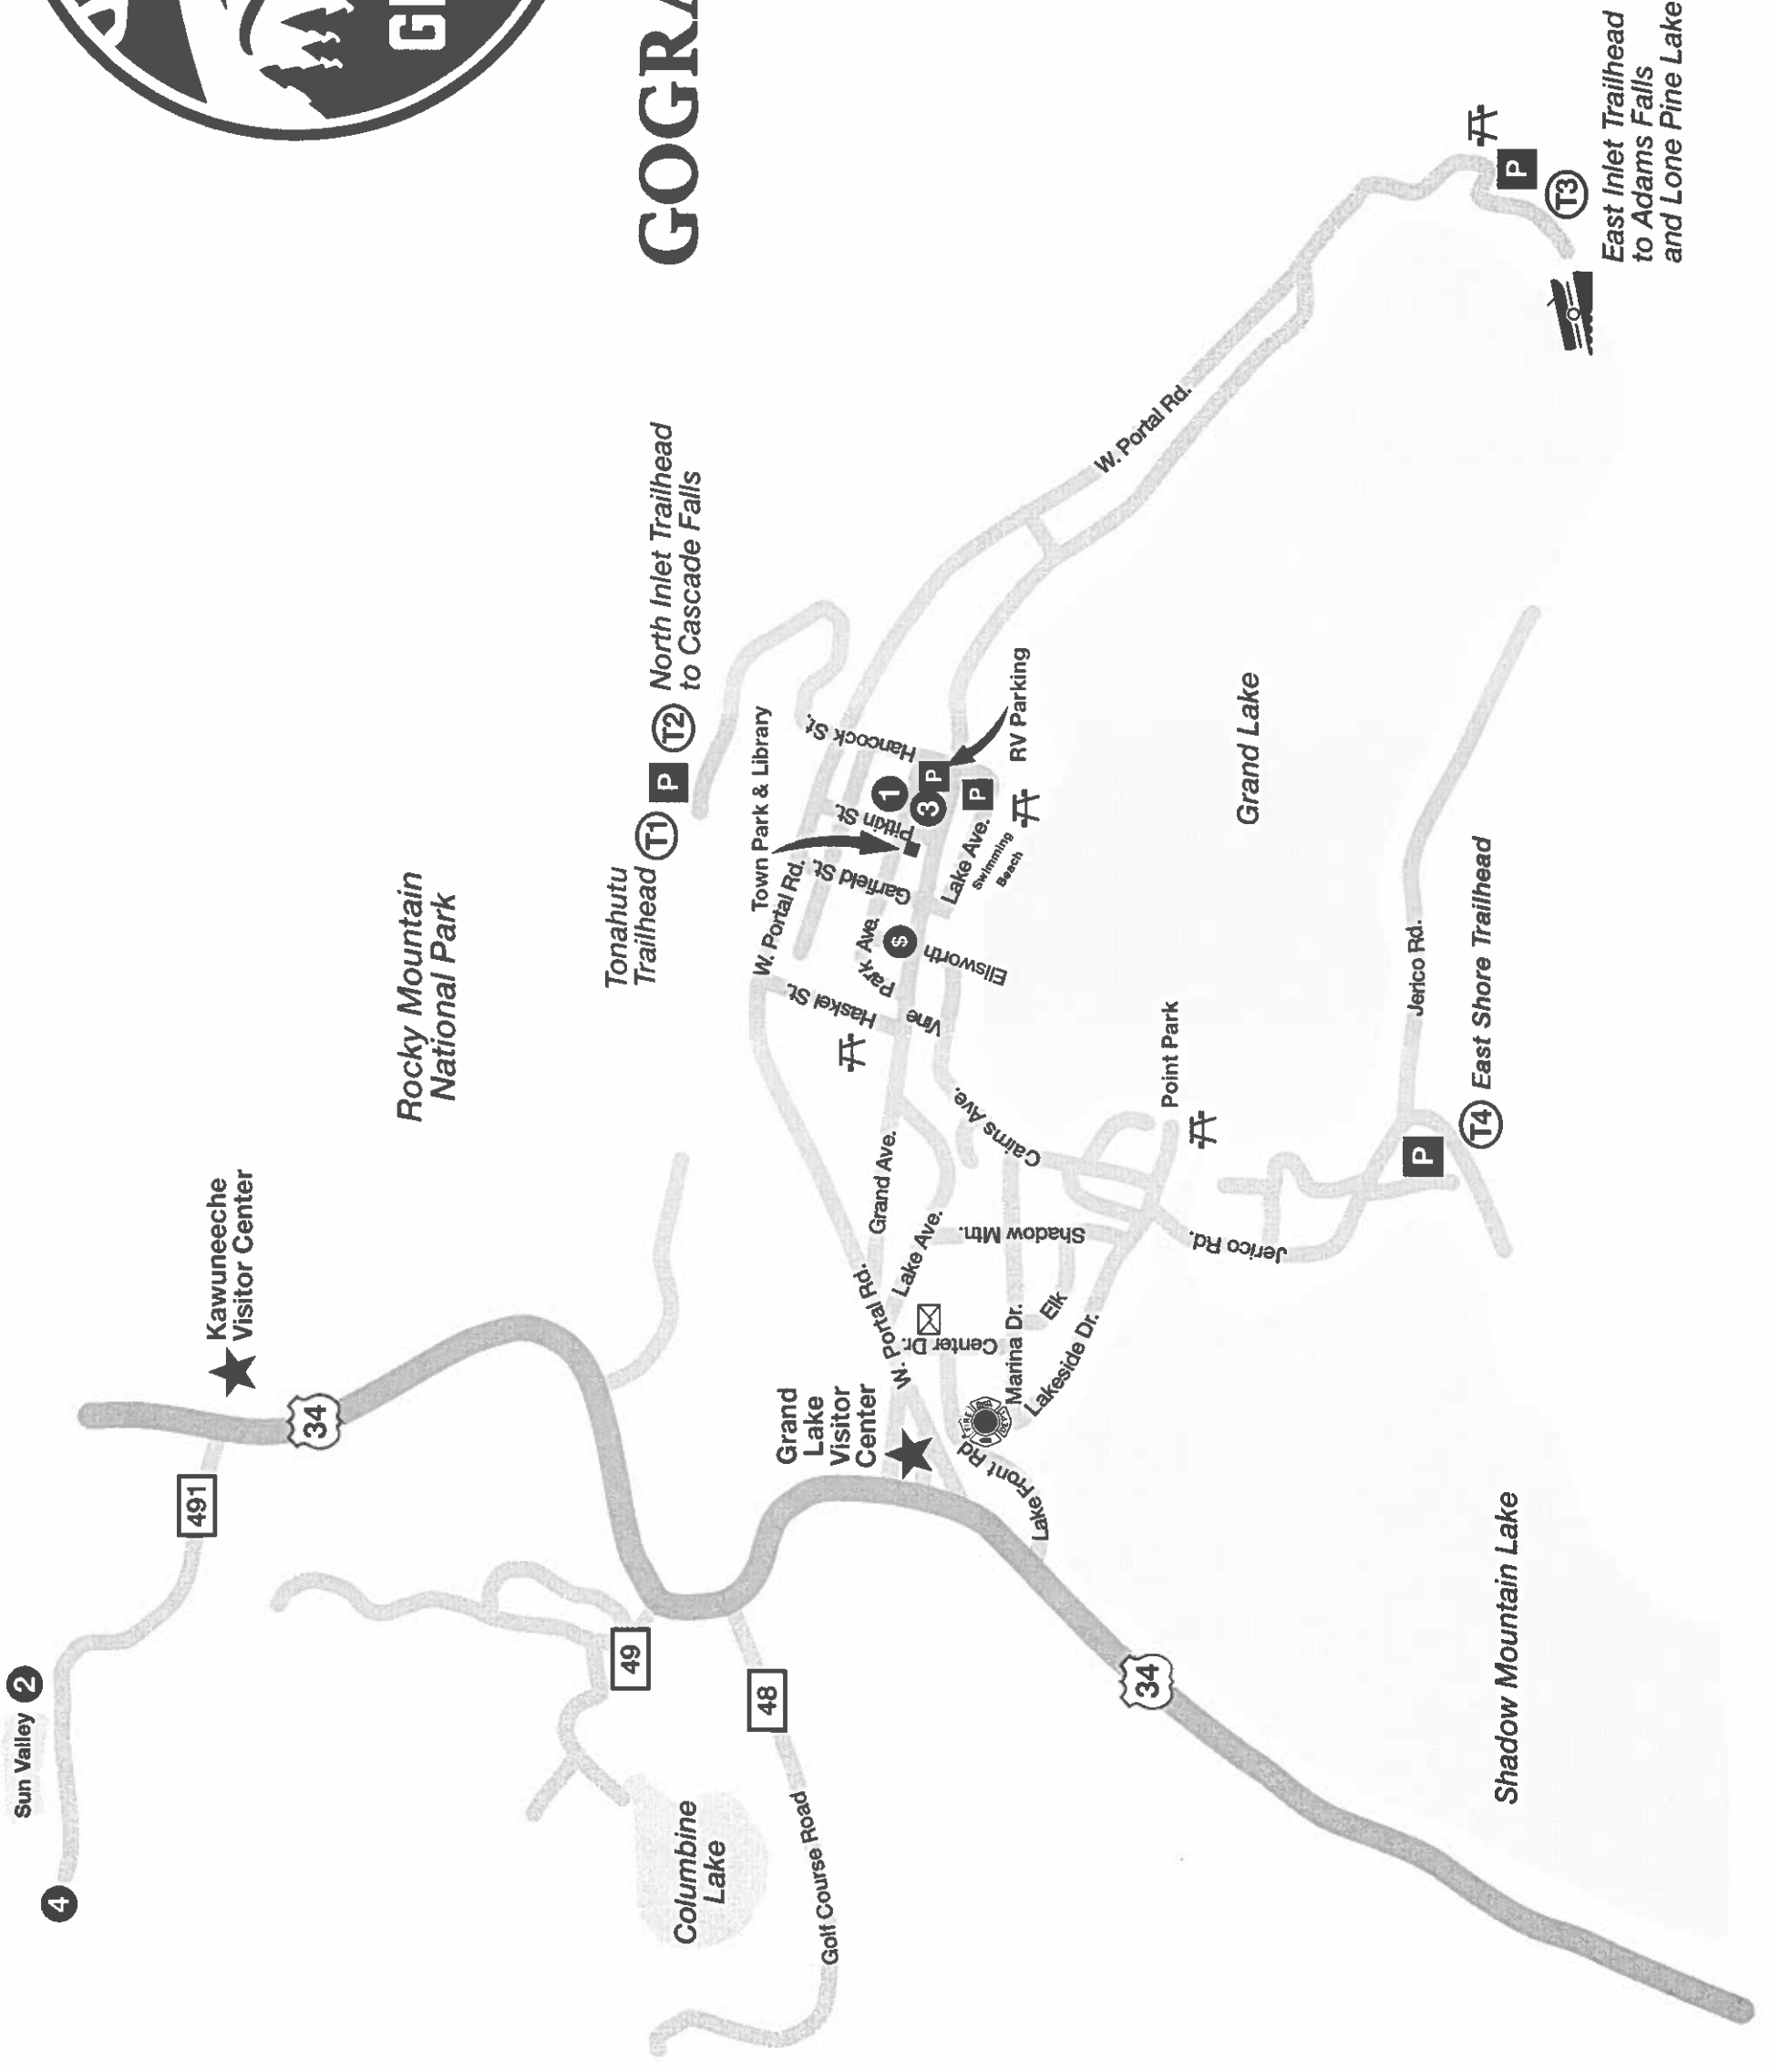 GOGRA
Sun Valley 2
4
491
Kawuneeche
Visitor Center
34
Rocky Mountain
National Park
49
48
Columbine
Lake
Golf Course Road
Tonahutu
Trailhead T1 P T2 North Inlet Trailhead
to Cascade Falls
Town Park & Library
Grand
Lake
Visitor
Center
W. Portal Rd.
W. Portal Rd.
W. Portal Rd.
W. Portal Rd.
Haskel St.
Garfield St.
Pitkin St.
Hancock St.
1
3
P
P
RV Parking
Park Ave.
Park
$
Ellsworth
Vine
Lake Ave.
Swimming
Beach
Grand Ave.
Lake Ave.
Cairns Ave.
Shadow Mtn.
Center Dr.
Marina Dr.
Elk
Lakeside Dr.
Lake Front Rd
Point Park
Grand Lake
Jerico Rd.
Jerico Rd.
P
T4 East Shore Trailhead
34
Shadow Mountain Lake
P
T3
East Inlet Trailhead
to Adams Falls
and Lone Pine Lake